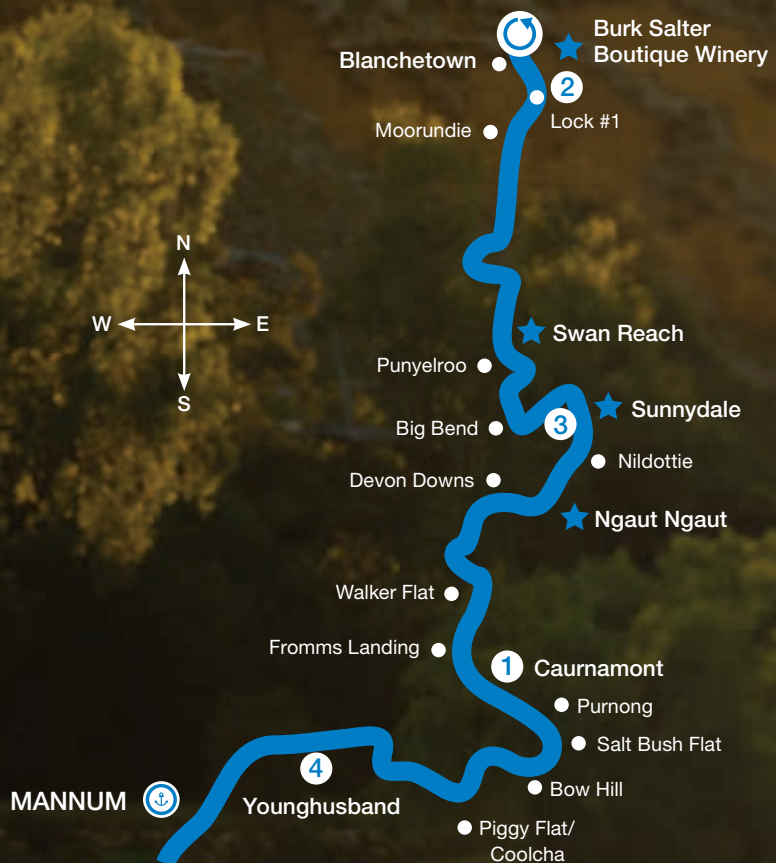 Burk Salter
Boutique Winery
Blanchetown
2
Lock #1
Moorundie
N
W
E
S
Swan Reach
Punyelroo
Sunnydale
3
Big Bend
Nildottie
Devon Downs
Ngaut Ngaut
Walker Flat
Fromms Landing
1
Caurnamont
Purnong
Salt Bush Flat
4
Bow Hill
MANNUM
Younghusband
Piggy Flat/
Coolcha